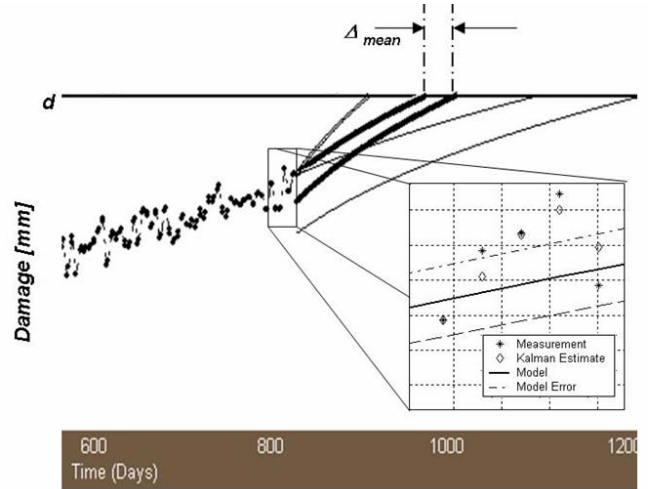 Δ mean
d
Damage [mm]
Measurement
Kalman Estimate
Model
Model Error
600 800 1000 1200
Time (Days)